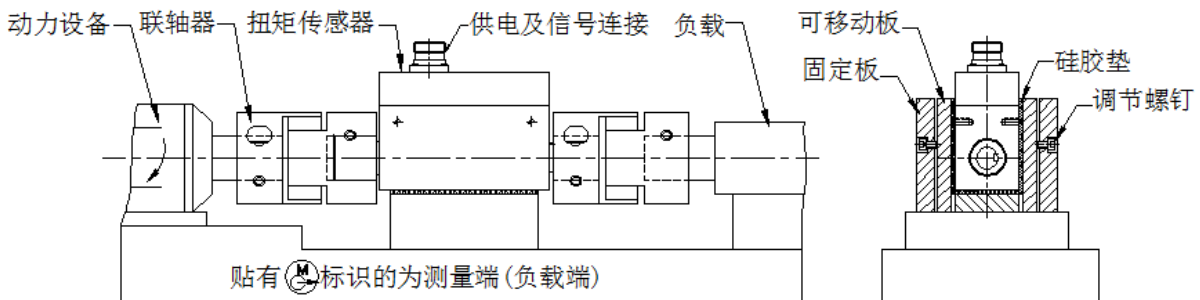 动力设备
联轴器
扭矩传感器
供电及信号连接
负载
可移动板
固定板
硅胶垫
调节螺钉
贴有M标识的为测量端(负载端)